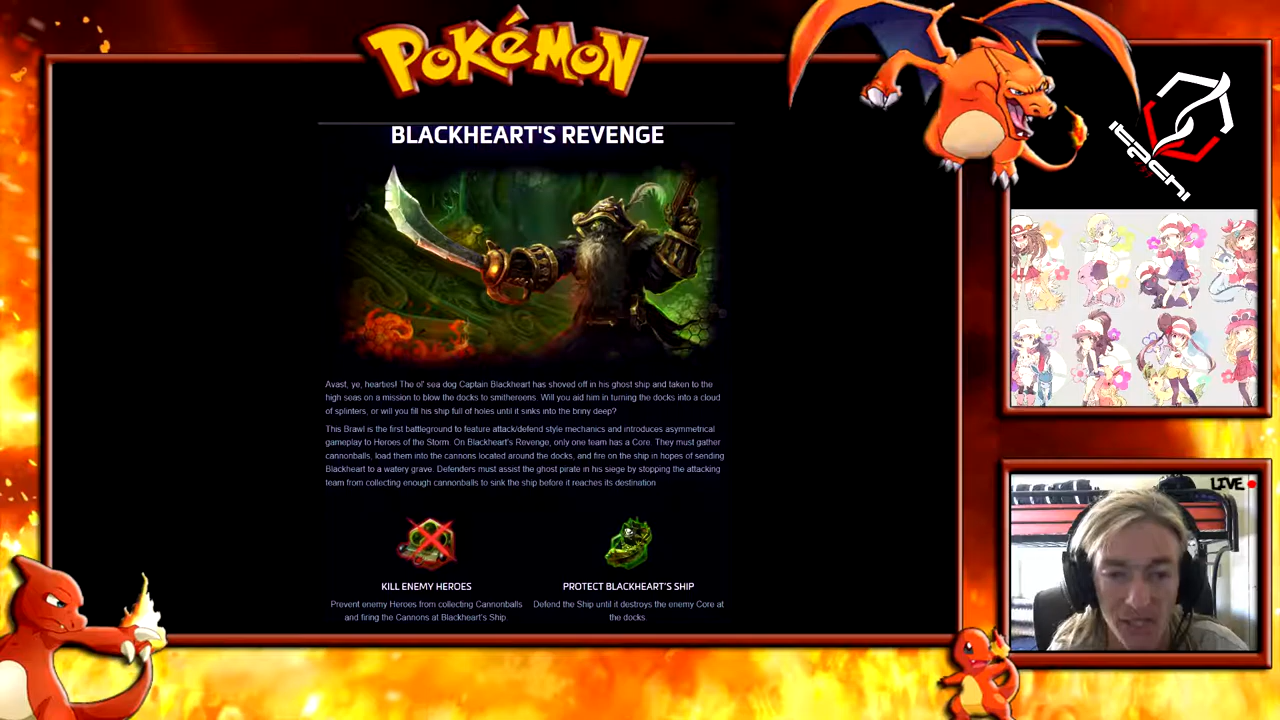 POKéMON
itachi
BLACKHEART'S REVENGE
Avast, ye, hearties! The ol' sea dog Captain Blackheart has shoved off in his ghost ship and taken to the
high seas on a mission to blow the docks to smithereens. Will you aid him in turning the docks into a cloud
of splinters, or will you fill his ship full of holes until it sinks into the briny deep?
This Brawl is the first battleground to feature attack/defend style mechanics and introduces asymmetrical
gameplay to Heroes of the Storm. On Blackheart's Revenge, only one team has a Core. They must gather
cannonballs, load them into the cannons located around the docks, and fire on the ship in hopes of sending
Blackheart to a watery grave. Defenders must assist the ghost pirate in his siege by stopping the attacking
team from collecting enough cannonballs to sink the ship before it reaches its destination
KILL ENEMY HEROES
Prevent enemy Heroes from collecting Cannonballs
and firing the Cannons at Blackheart's Ship
PROTECT BLACKHEART'S SHIP
Defend the Ship until it destroys the enemy Core at
the docks
LIVE